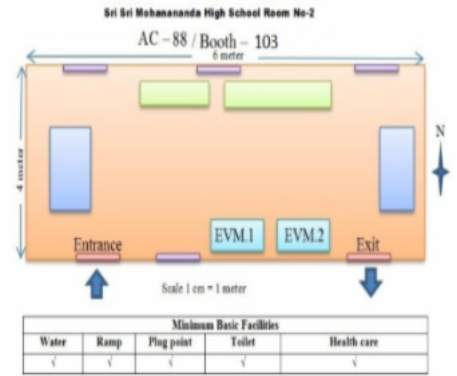 Sri Sri Mohanananda High School Room No-2
AC – 88 / Booth – 103
6 meter
4 meter
N
EVM.1
EVM.2
Entrance
Exit
Scale 1 cm = 1 meter
Minimum Basic Facilities
Water Ramp Plug point Toilet Health care
√ √ √ √ √